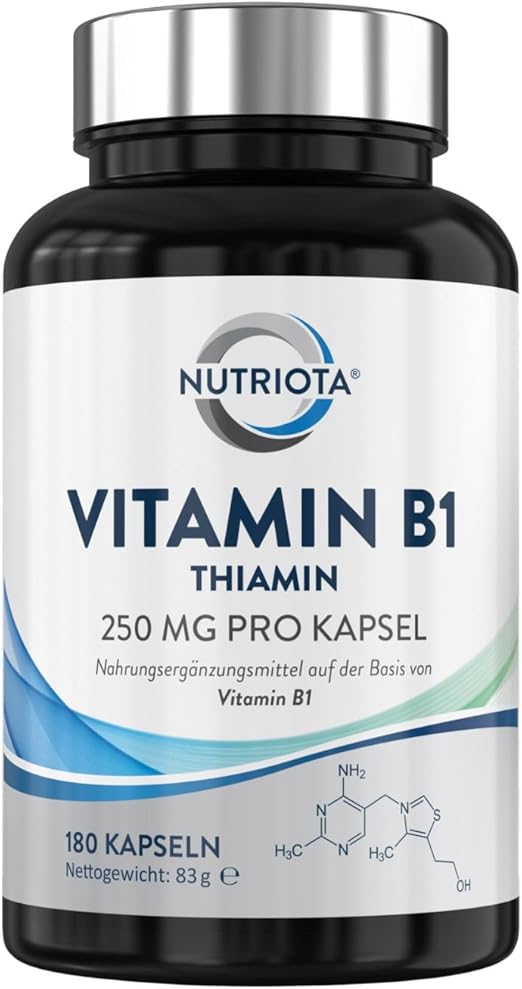 NUTRIOTA®
VITAMIN B1
THIAMIN
250 MG PRO KAPSEL
Nahrungsergänzungsmittel auf der Basis von
Vitamin B1
180 KAPSELN
Nettogewicht: 83 g ℮
NH₂
N
N
H₃C
N
S
H₃C
CH₃
OH